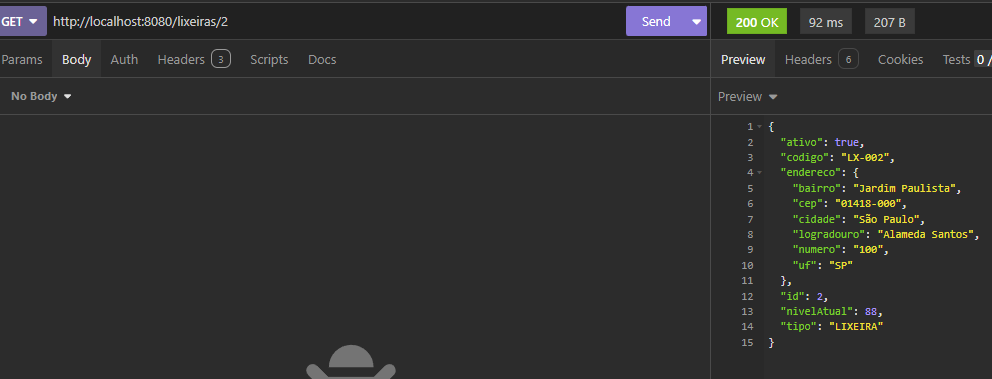 GET http://localhost:8080/lixeiras/2 Send 200 OK 92 ms 207 B
Params Body Auth Headers 3 Scripts Docs Preview Headers 6 Cookies Tests 0 /
No Body Preview
1 {
2 "ativo": true,
3 "codigo": "LX-002",
4 "endereco": {
5 "bairro": "Jardim Paulista",
6 "cep": "01418-000",
7 "cidade": "São Paulo",
8 "logradouro": "Alameda Santos",
9 "numero": "100",
10 "uf": "SP"
11 },
12 "id": 2,
13 "nivelAtual": 88,
14 "tipo": "LIXEIRA"
15 }